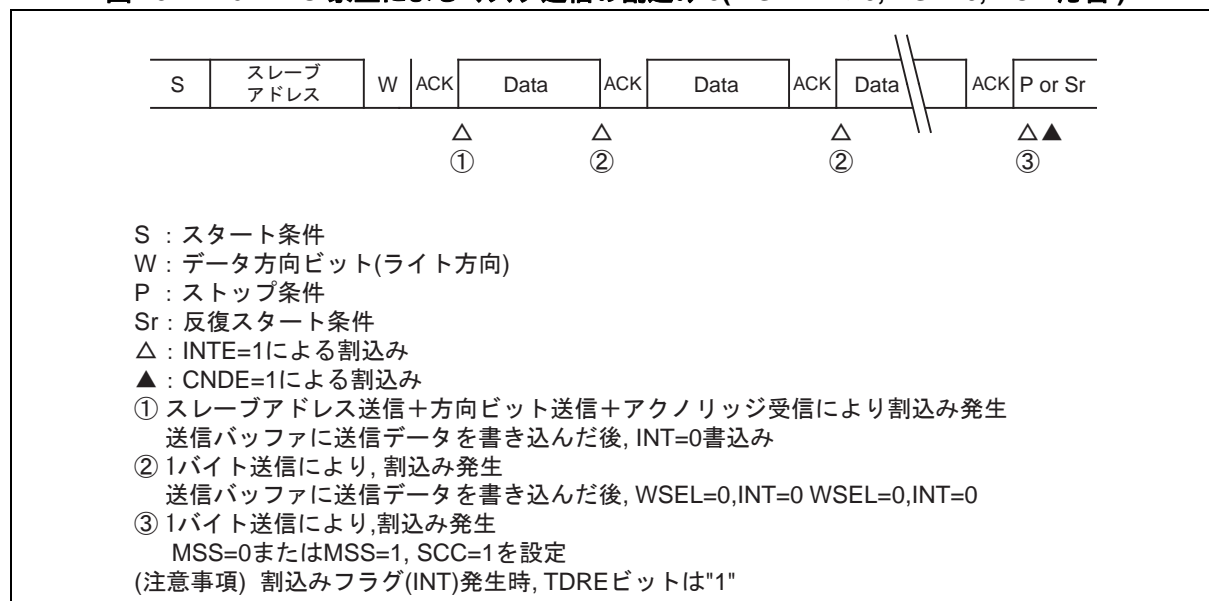 S スレーブ アドレス W ACK Data ACK Data ACK Data ACK P or Sr
△ △ △ △▲
① ② ② ③
S : スタート条件
W : データ方向ビット(ライト方向)
P : ストップ条件
Sr : 反復スタート条件
△ : INTE=1による割込み
▲ : CNDE=1による割込み
① スレーブアドレス送信+方向ビット送信+アクノリッジ受信により割込み発生
送信バッファに送信データを書き込んだ後, INT=0書込み
② 1バイト送信により, 割込み発生
送信バッファに送信データを書き込んだ後, WSEL=0,INT=0 WSEL=0,INT=0
③ 1バイト送信により,割込み発生
MSS=0またはMSS=1, SCC=1を設定
(注意事項) 割込みフラグ(INT)発生時, TDREビットは"1"